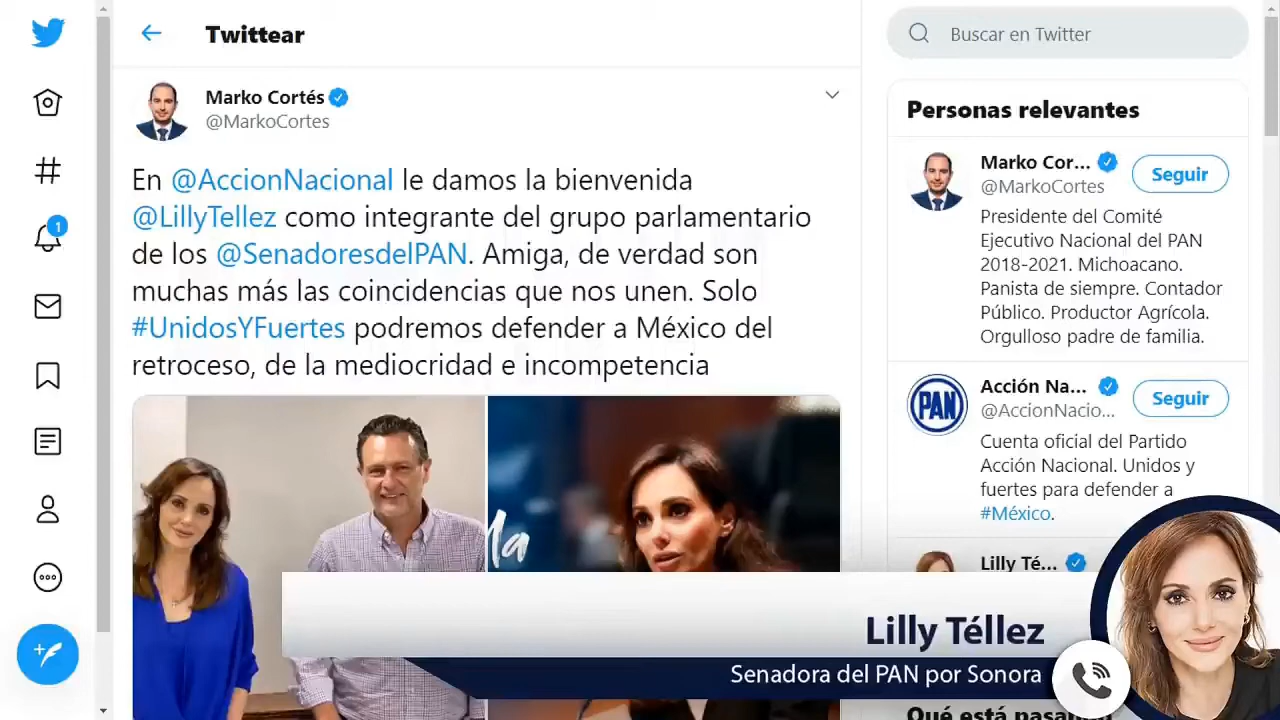 Twittear
Buscar en Twitter
Marko Cortés
@MarkoCortes
En @AccionNacional le damos la bienvenida
@LillyTellez como integrante del grupo parlamentario
de los @SenadoresdelPAN. Amiga, de verdad son
muchas más las coincidencias que nos unen. Solo
#UnidosYFuertes podremos defender a México del
retroceso, de la mediocridad e incompetencia
Personas relevantes
Marko Cor...
@MarkoCortes
Seguir
Presidente del Comité
Ejecutivo Nacional del PAN
2018-2021. Michoacano.
Panista de siempre. Contador
Público. Productor Agrícola.
Orgulloso padre de familia.
PAN
Acción Na...
@AccionNacio...
Seguir
Cuenta oficial del Partido
Acción Nacional. Unidos y
fuertes para defender a
#México.
Lilly Té...
1
Lilly Téllez
Senadora del PAN por Sonora